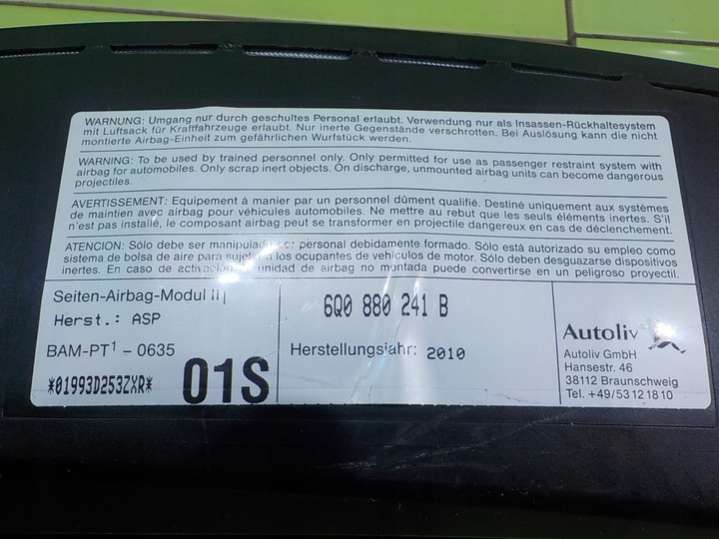 WARNUNG: Umgang nur durch geschultes Personal erlaubt. Verwendung nur als Insassen-Rückhaltesystem
mit Luftsack für Kraftfahrzeuge erlaubt. Nur inerte Gegenstände verschrotten. Bei Auslösung kann die nicht
montierte Airbag-Einheit zum gefährlichen Wurfstück werden.
WARNING: To be used by trained personnel only. Only permitted for use as passenger restraint system with
airbag for automobiles. Only scrap inert objects. On discharge, unmounted airbag units can become dangerous
projectiles.
AVERTISSEMENT: Equipement à manier par un personnel dûment qualifié. Destiné uniquement aux systèmes
de maintien avec airbag pour véhicules automobiles. Ne mettre au rebut que les seuls éléments inertes. S'il
n'est pas installé, le composant airbag peut se transformer en projectile dangereux en cas de déclenchement.
ATENCION: Sólo debe ser manipulad personal debidamente formado. Sólo está autorizado su empleo como
sistema de bolsa de aire para sujet los ocupantes de vehículos de motor. Sólo deben desguazarse dispositivos
inertes. En caso de activación unidad de airbag no montada puede convertirse en un peligroso proyectil.
Seiten-Airbag-Modul II
Herst.: ASP
BAM-PT¹ - 0635
*01993D253ZXR*
01S
6Q0 880 241 B
Herstellungsjahr: 2010
Autoliv
Autoliv GmbH
Hansestr. 46
38112 Braunschweig
Tel. +49/53 12 18 10